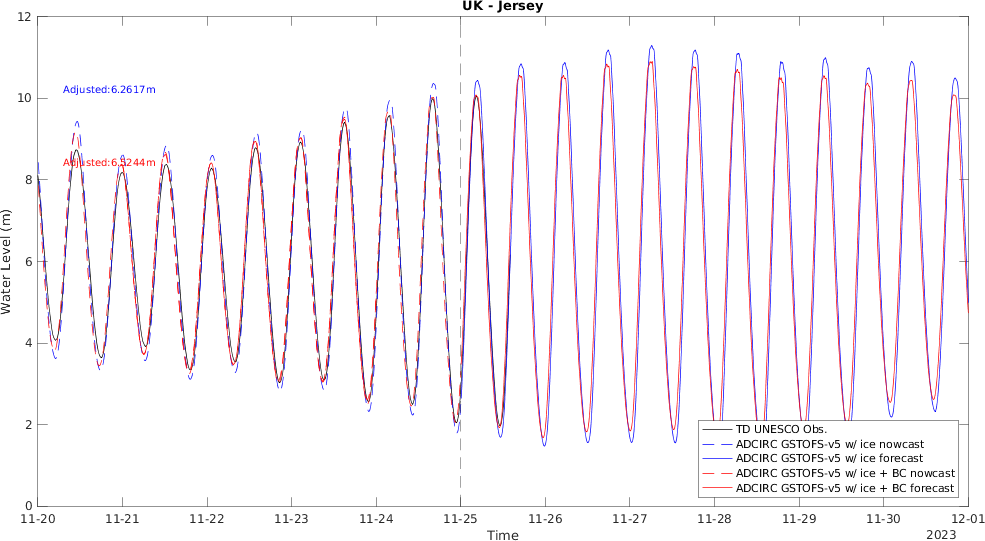 UK - Jersey
12
10
8
6
4
2
0
Water Level (m)
Adjusted:6.2617m
TD UNESCO Obs.
ADCIRC GSTOFS-v5 w/ ice nowcast
ADCIRC GSTOFS-v5 w/ ice forecast
ADCIRC GSTOFS-v5 w/ ice + BC nowcast
ADCIRC GSTOFS-v5 w/ ice + BC forecast
11-20 11-21 11-22 11-23 11-24 11-25 11-26 11-27 11-28 11-29 11-30 12-01
Time
2023